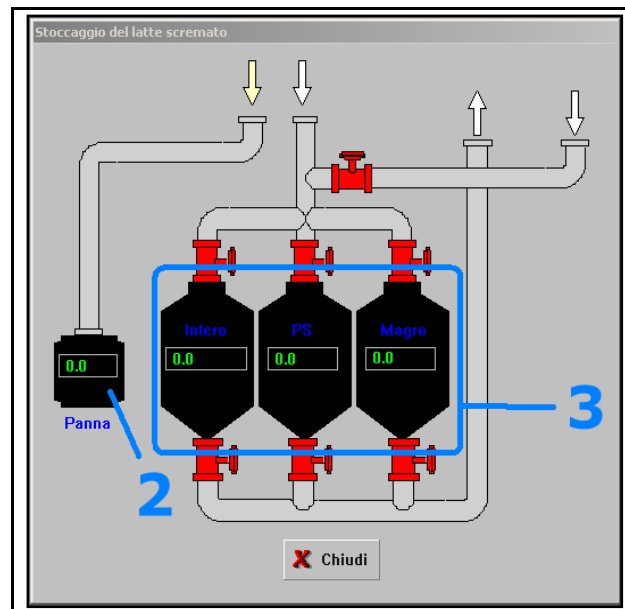 Stoccaggio del latte scremato
Intero PS Magro
0.0 0.0 0.0
0.0
Panna
2
3
Chiudi